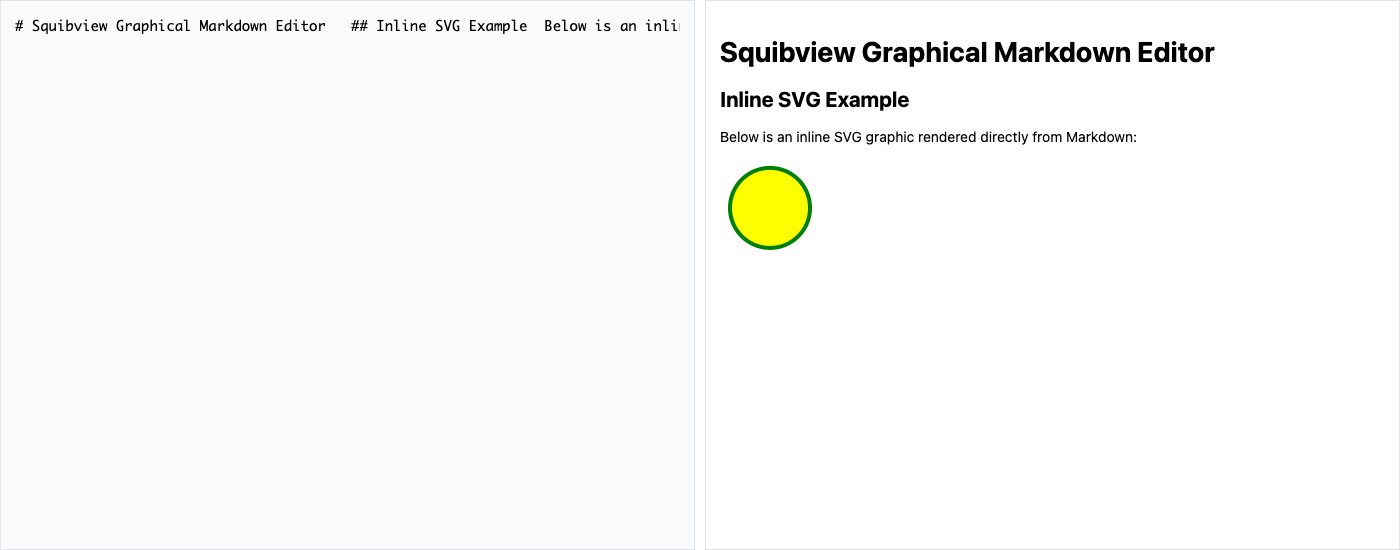 # Squibview Graphical Markdown Editor   ## Inline SVG Example  Below is an
Squibview Graphical Markdown Editor
Inline SVG Example
Below is an inline SVG graphic rendered directly from Markdown: